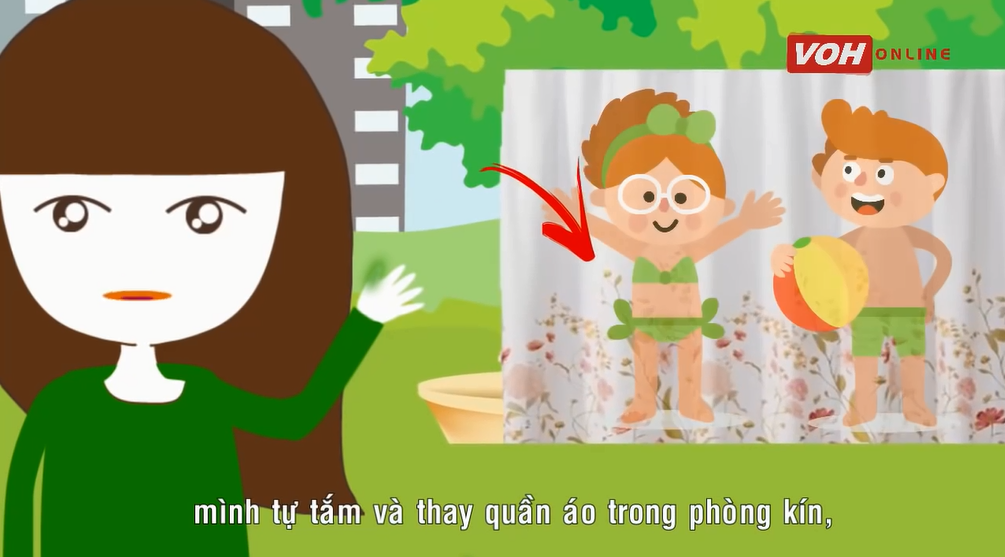 VOH ONLINE
mình tự tắm và thay quần áo trong phòng kín,